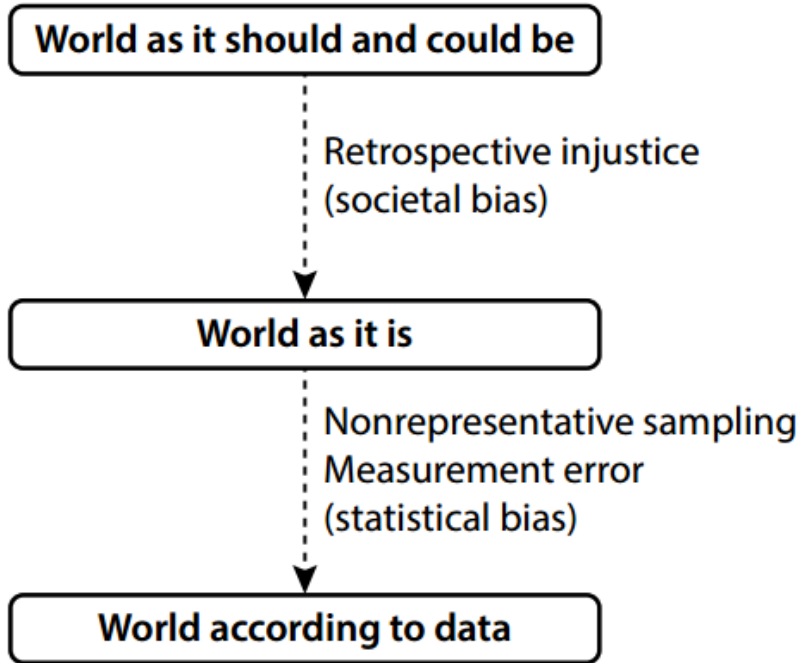 World as it should and could be
Retrospective injustice
(societal bias)
World as it is
Nonrepresentative sampling
Measurement error
(statistical bias)
World according to data